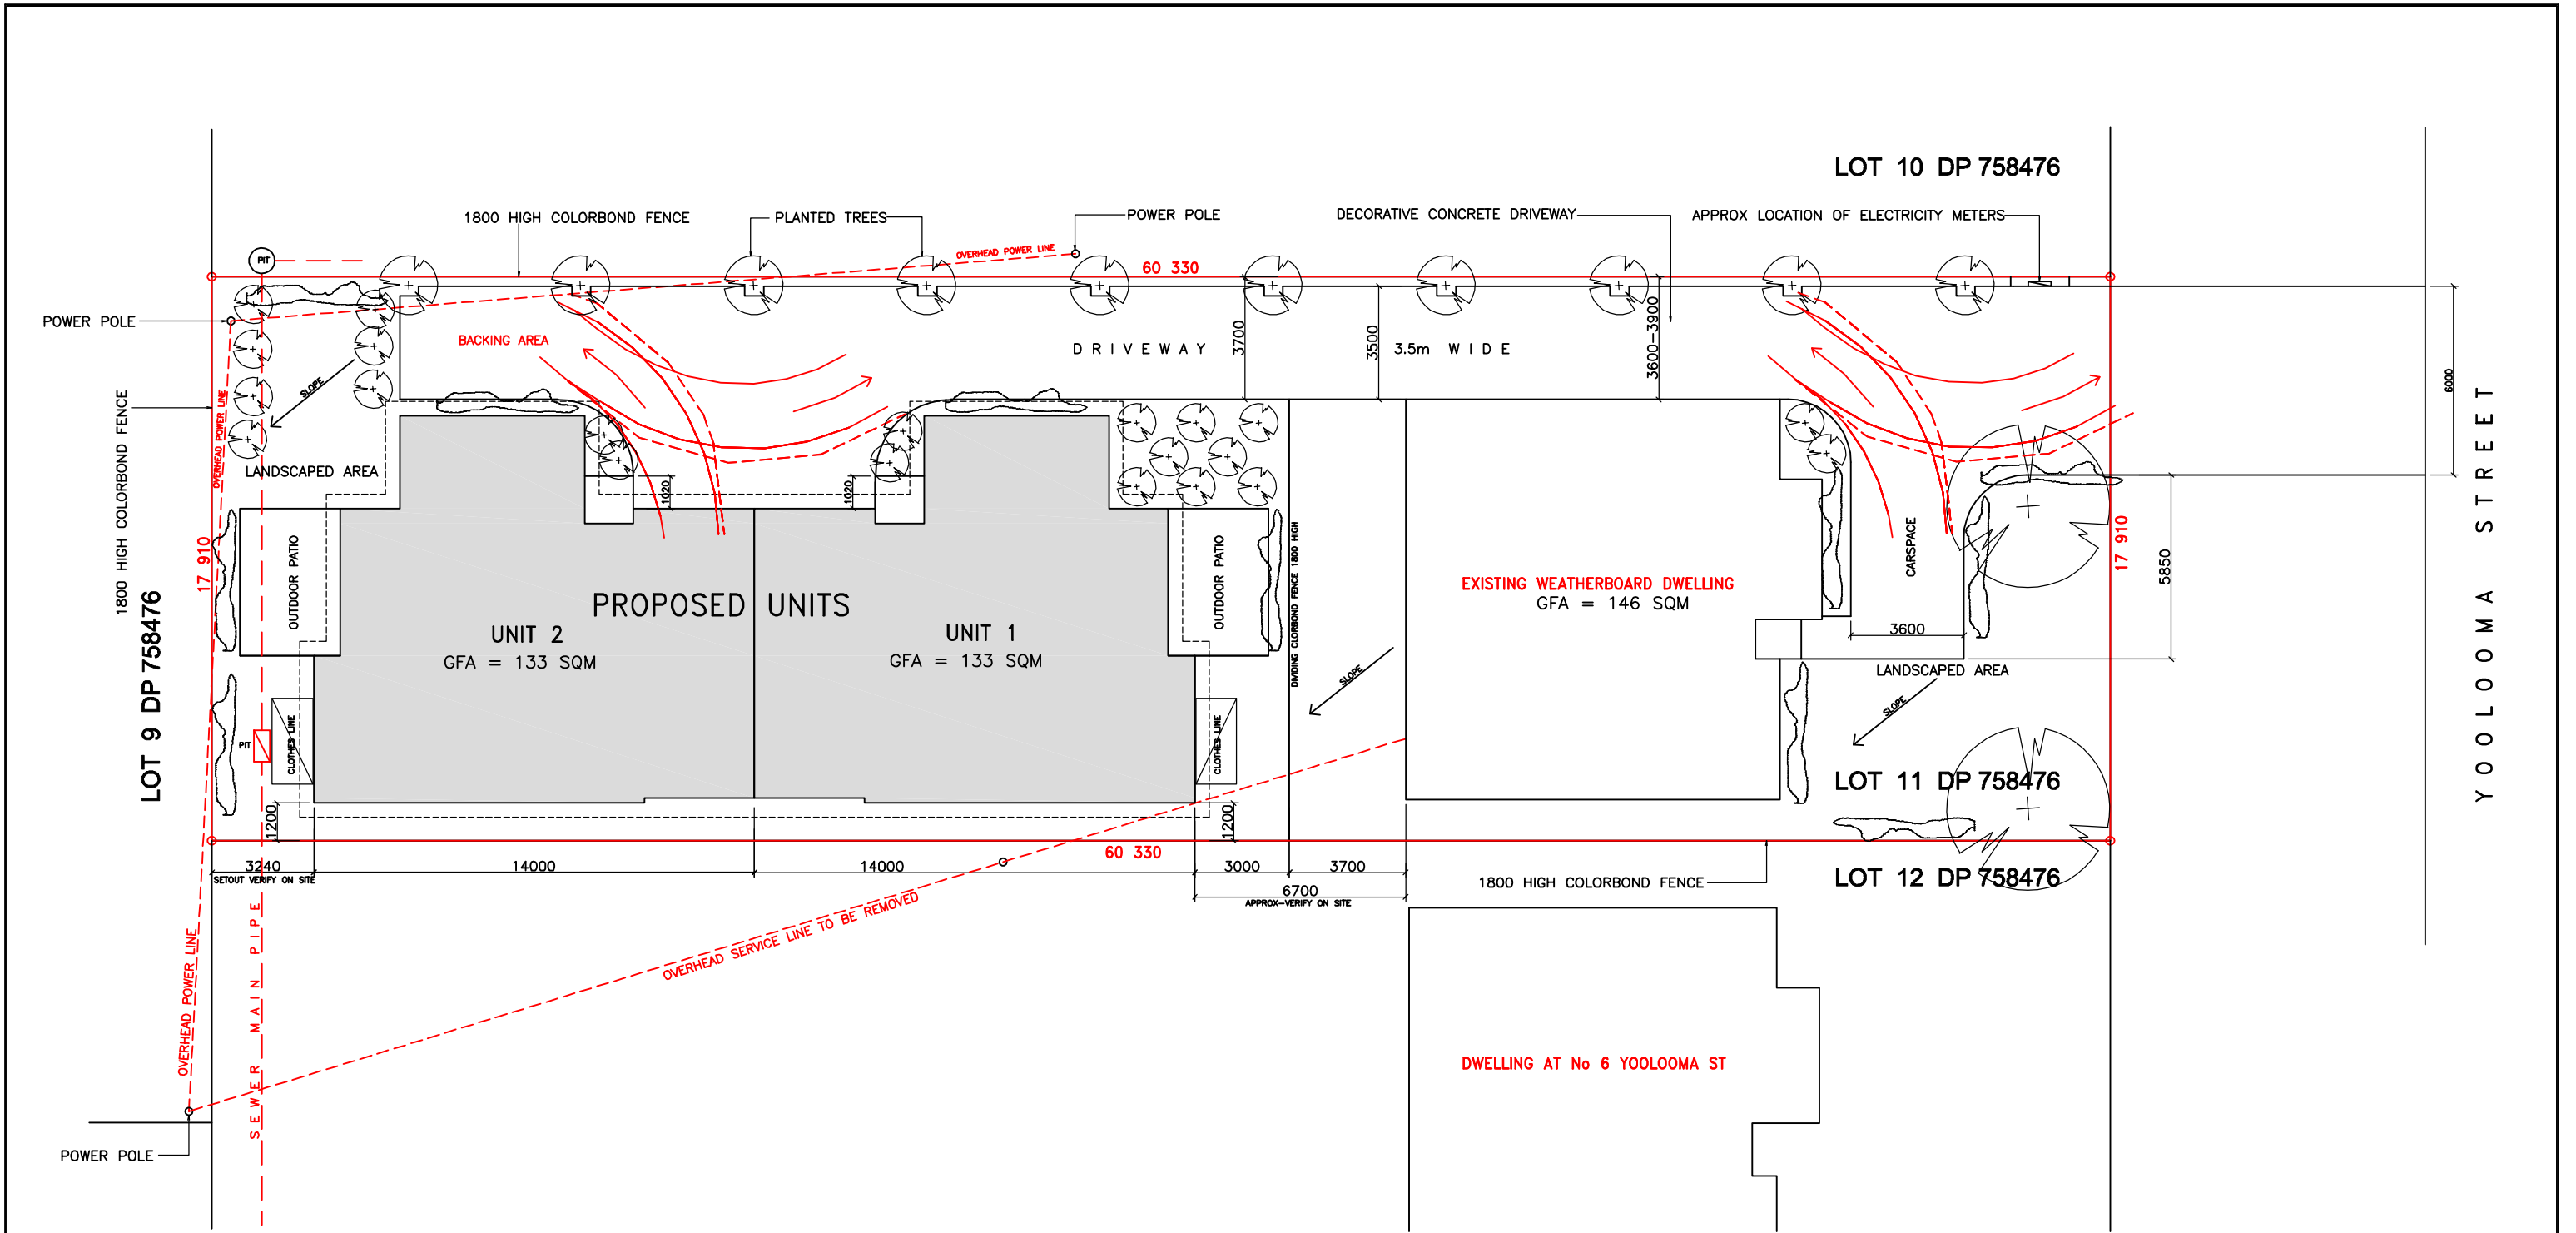 LOT 10 DP 758476
1800 HIGH COLORBOND FENCE
PLANTED TREES
POWER POLE
DECORATIVE CONCRETE DRIVEWAY
APPROX LOCATION OF ELECTRICITY METERS
PIT
OVERHEAD POWER LINE
60 330
POWER POLE
BACKING AREA
SLOPE
DRIVEWAY
3700
3500
3.5m WIDE
3600-3900
6000
1800 HIGH COLORBOND FENCE
OVERHEAD POWER LINE
LANDSCAPED AREA
1020
1020
17 910
OUTDOOR PATIO
OUTDOOR PATIO
DIVIDING CLORBOND FENCE 1800 HIGH
CARSPACE
17 910
5850
YOOLOOMA STREET
LOT 9 DP 758476
PROPOSED UNITS
UNIT 2
GFA = 133 SQM
UNIT 1
GFA = 133 SQM
EXISTING WEATHERBOARD DWELLING
GFA = 146 SQM
3600
LANDSCAPED AREA
SLOPE
SLOPE
PIT
CLOTHES LINE
CLOTHES LINE
LOT 11 DP 758476
1200
1200
60 330
3240
SETOUT VERIFY ON SITE
14000
14000
3000
3700
6700
APPROX-VERIFY ON SITE
1800 HIGH COLORBOND FENCE
LOT 12 DP 758476
OVERHEAD SERVICE LINE TO BE REMOVED
OVERHEAD POWER LINE
SEWER MAIN PIPE
DWELLING AT No 6 YOOLOOMA ST
POWER POLE